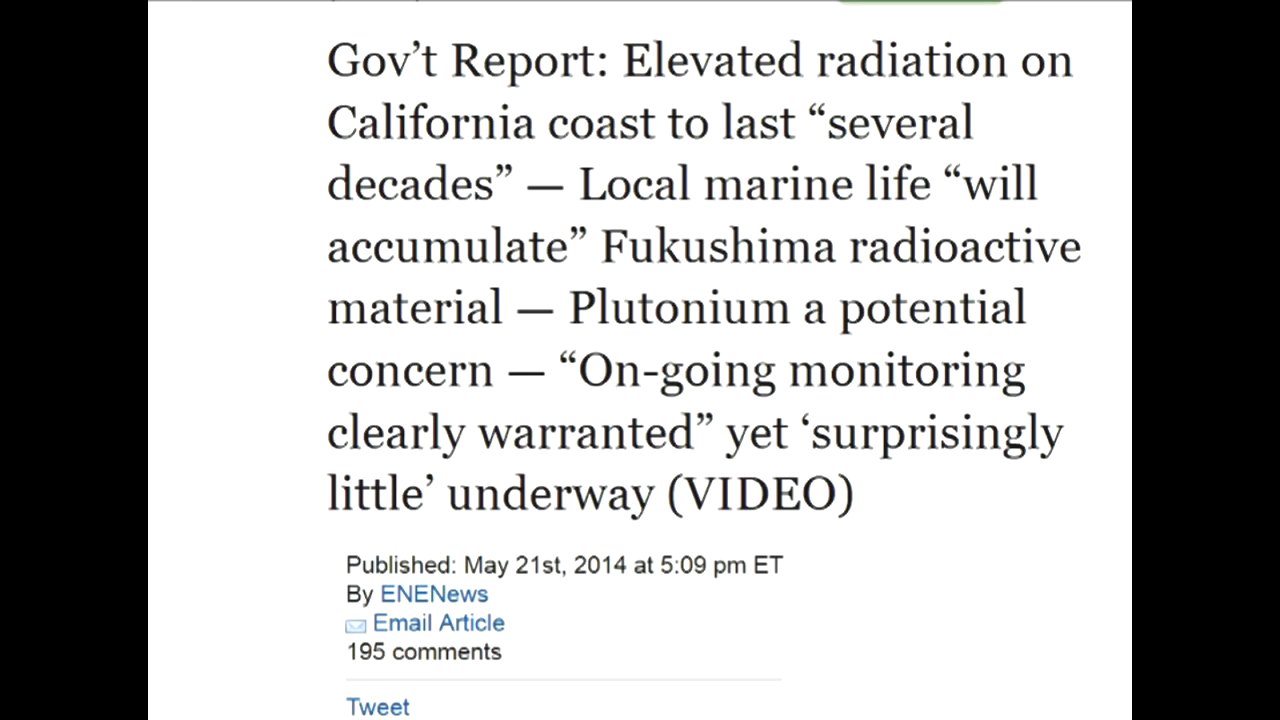 Gov’t Report: Elevated radiation on
California coast to last “several
decades” — Local marine life “will
accumulate” Fukushima radioactive
material — Plutonium a potential
concern — “On-going monitoring
clearly warranted” yet ‘surprisingly
little’ underway (VIDEO)
Published: May 21st, 2014 at 5:09 pm ET
By ENENews
Email Article
195 comments
Tweet